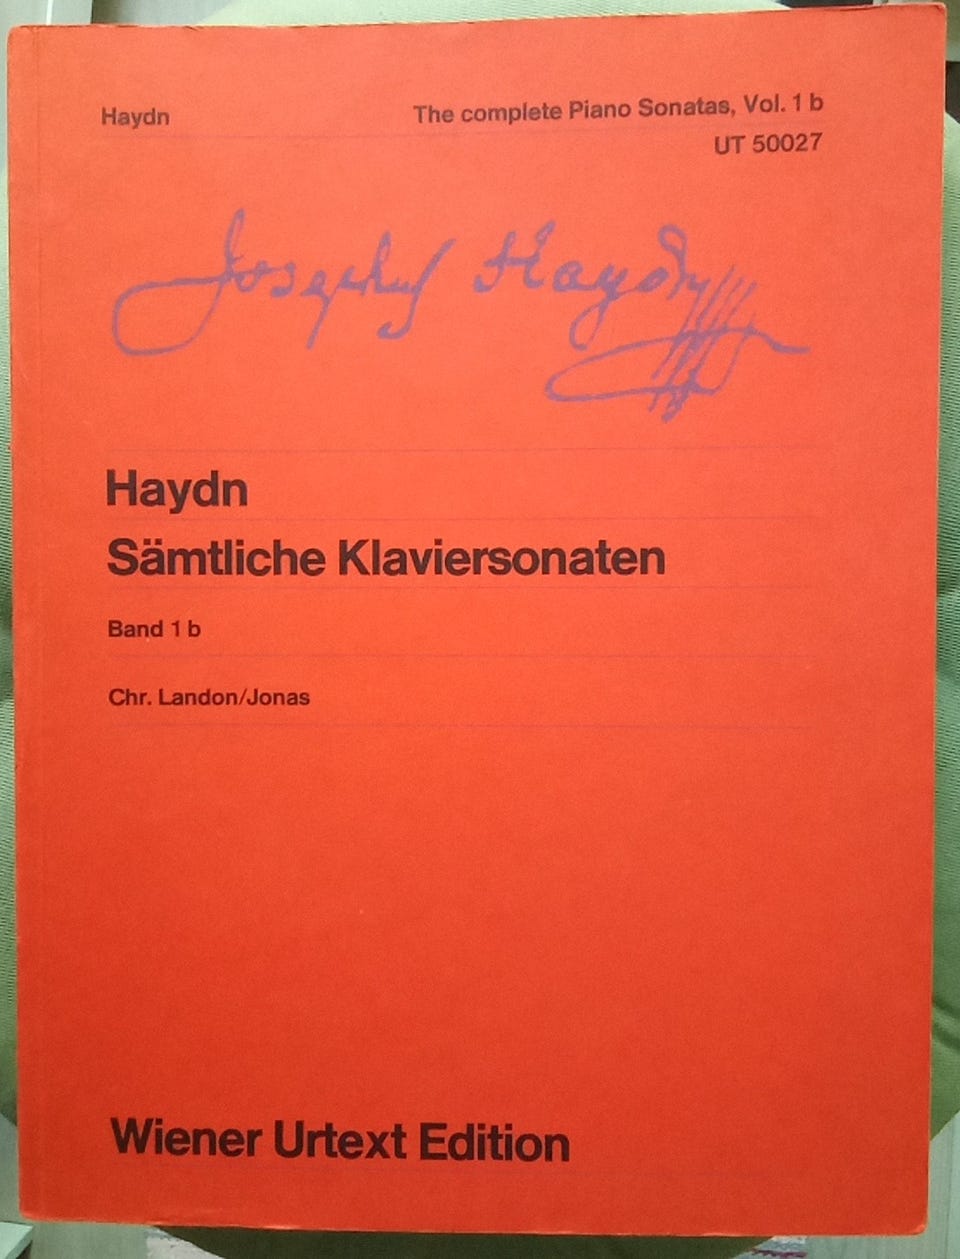 Haydn The complete Piano Sonatas, Vol. 1 b
UT 50027
Josephus Haydn
Haydn
Sämtliche Klaviersonaten
Band 1 b
Chr. Landon/Jonas
Wiener Urtext Edition